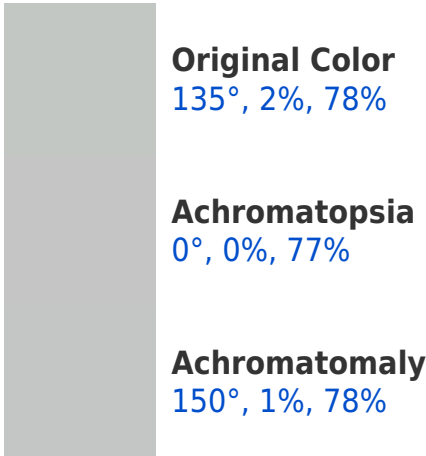 Original Color
135°, 2%, 78%
Achromatopsia
0°, 0%, 77%
Achromatomaly
150°, 1%, 78%